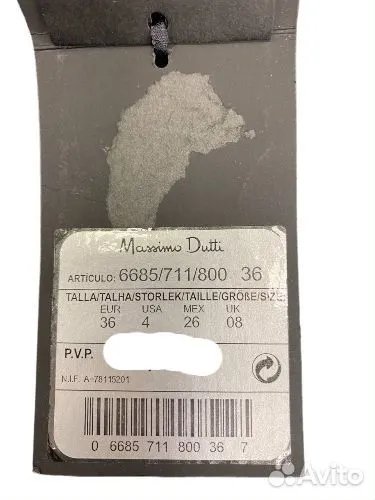 Massimo Dutti
ARTICULO: 6685/711/800 36
TALLA/TALHA/STORLEK/TAILLE/GRÖßE/SIZE
EUR USA MEX UK
36 4 26 08
P.V.P.
N.I.F. A-78115201
0 6685 711 800 36 7
Avito